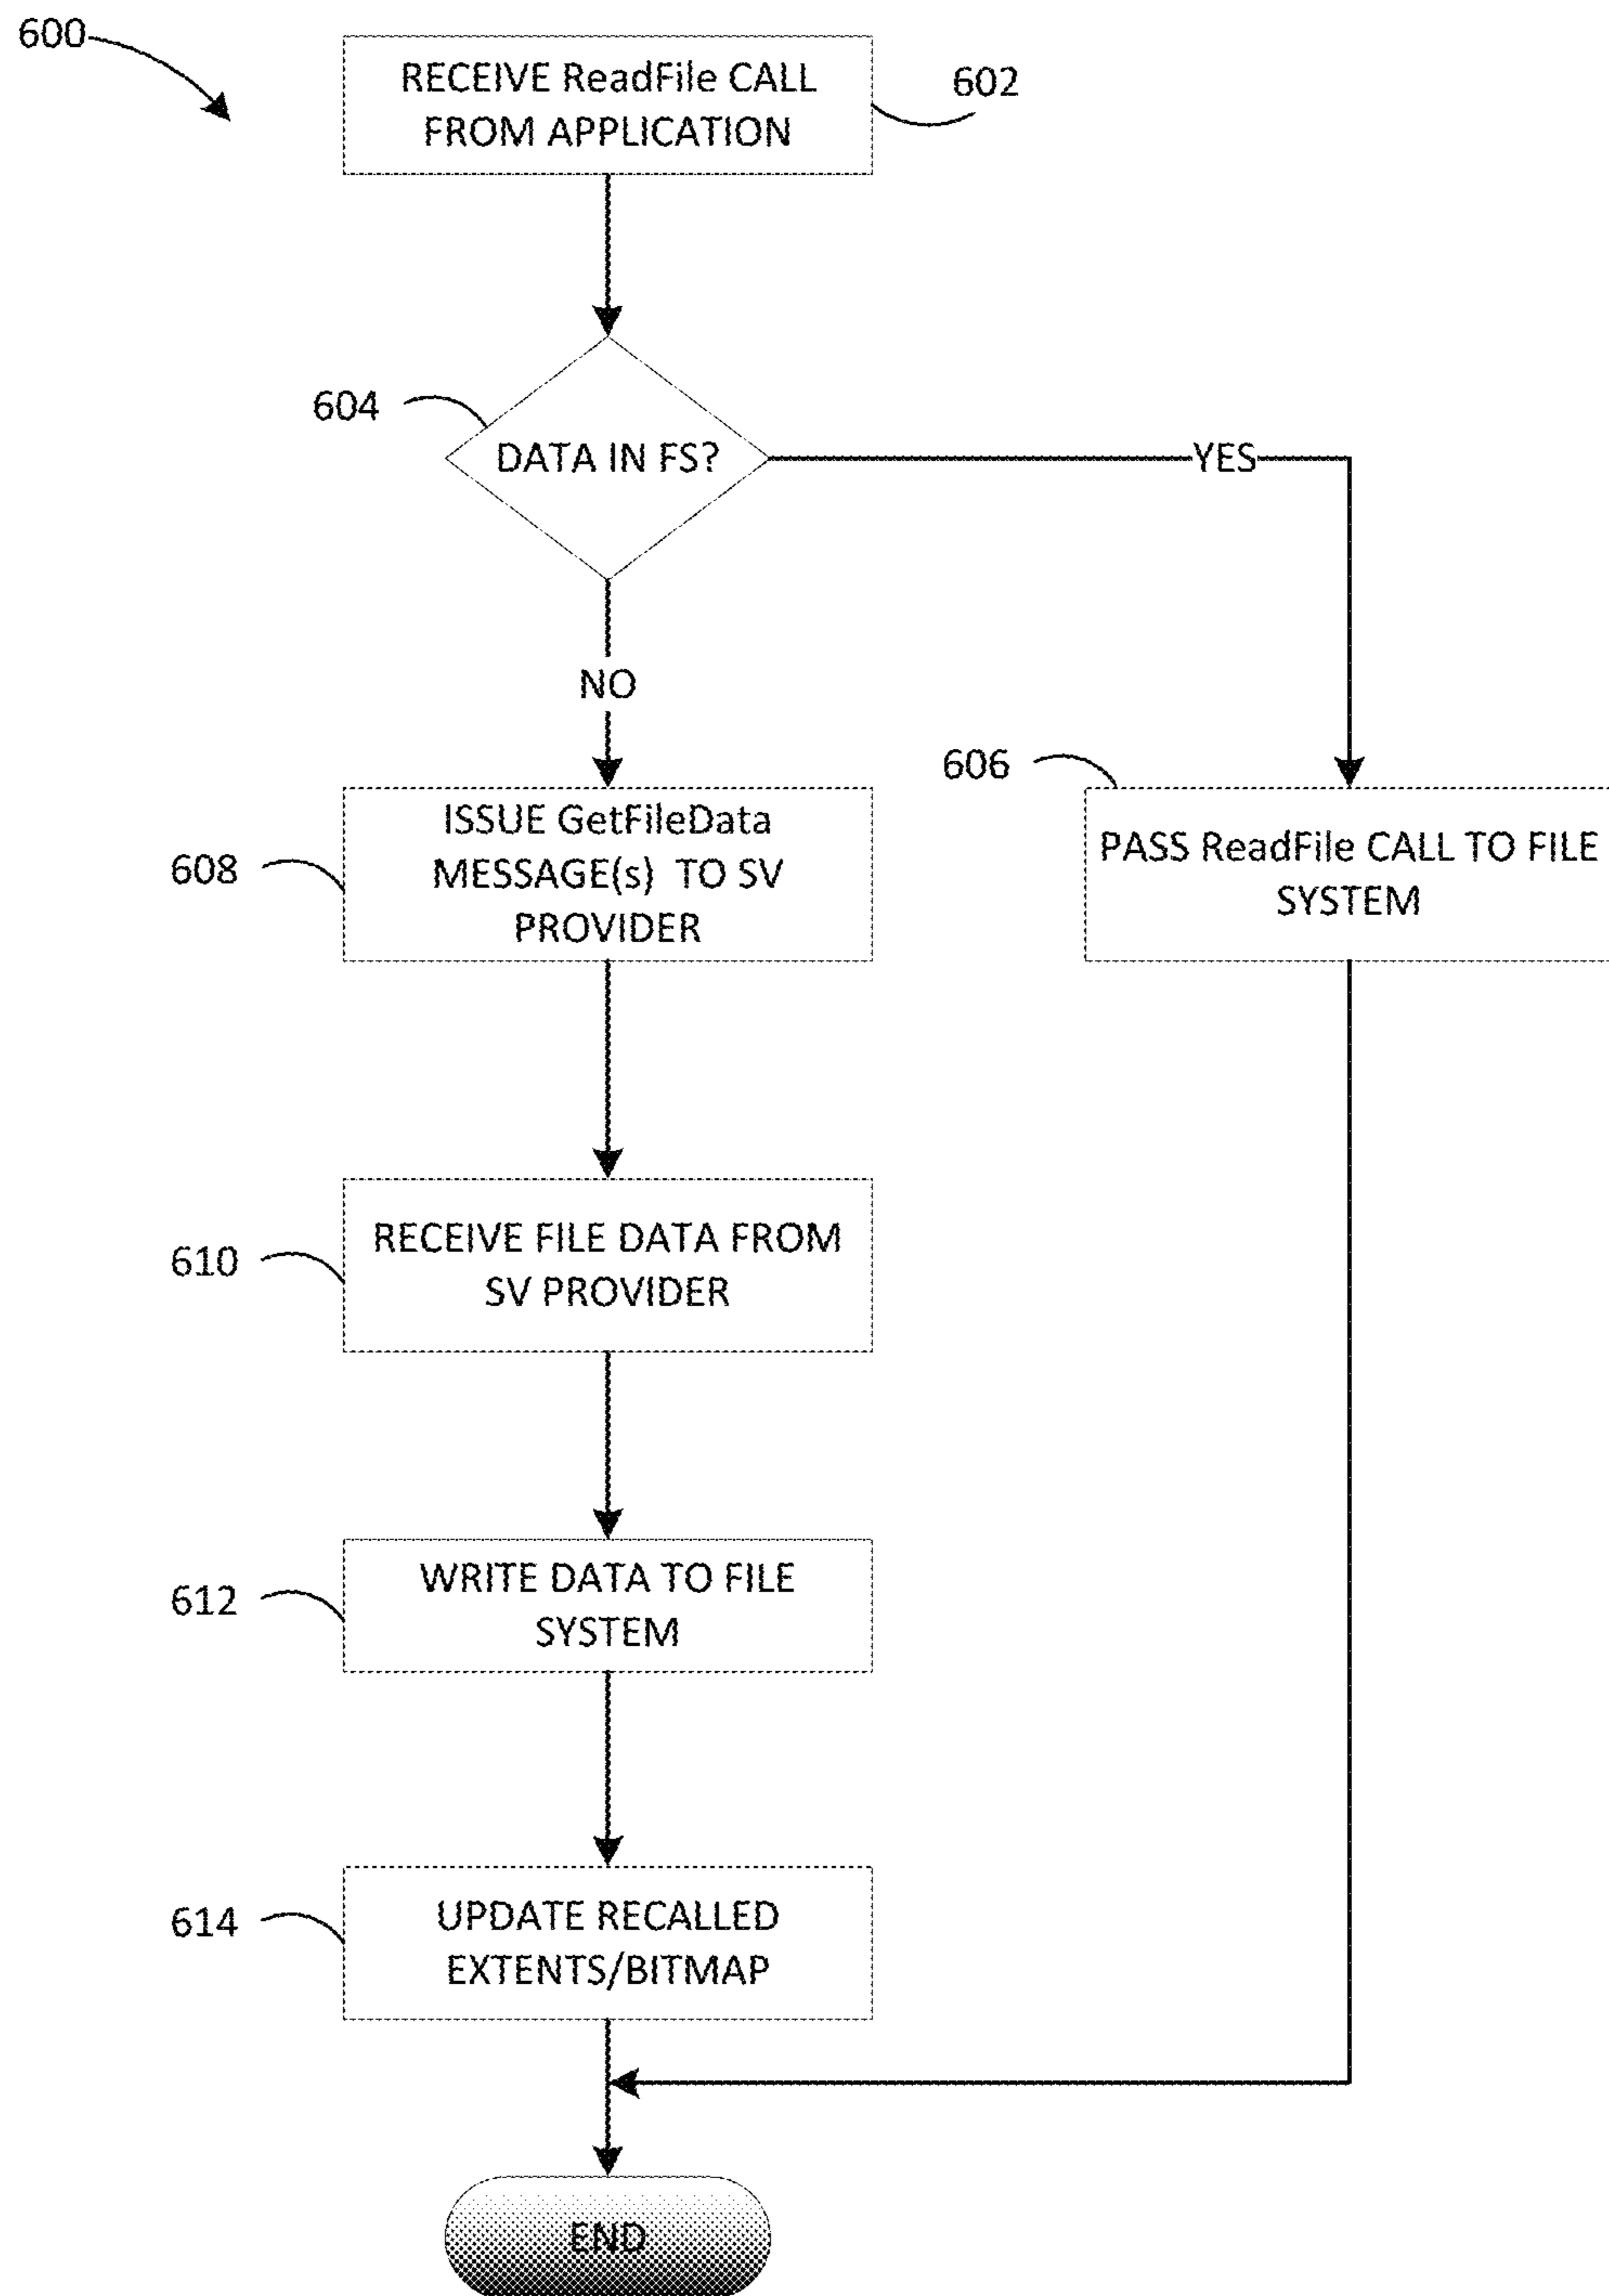 600
RECEIVE ReadFile CALL
FROM APPLICATION
602
604
DATA IN FS?
YES
NO
606
608
ISSUE GetFileData
MESSAGE(s) TO SV
PROVIDER
PASS ReadFile CALL TO FILE
SYSTEM
610
RECEIVE FILE DATA FROM
SV PROVIDER
612
WRITE DATA TO FILE
SYSTEM
614
UPDATE RECALLED
EXTENTS/BITMAP
END